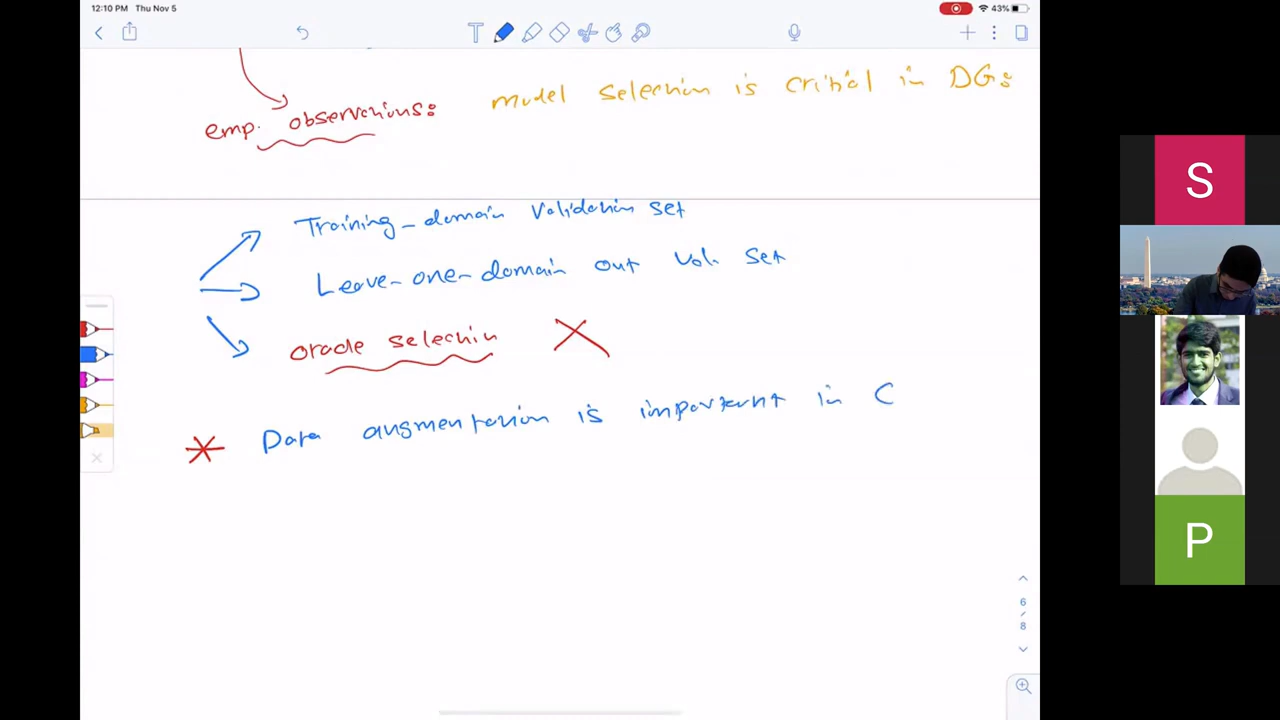 12:10 PM Thu Nov 5
43%
T
model selection is critical in DG:
emp. observations:
Training-domain validation set
Leave-one-domain out val. set
oracle selection
* Data augmentation is important in C
6
/
8
S
P